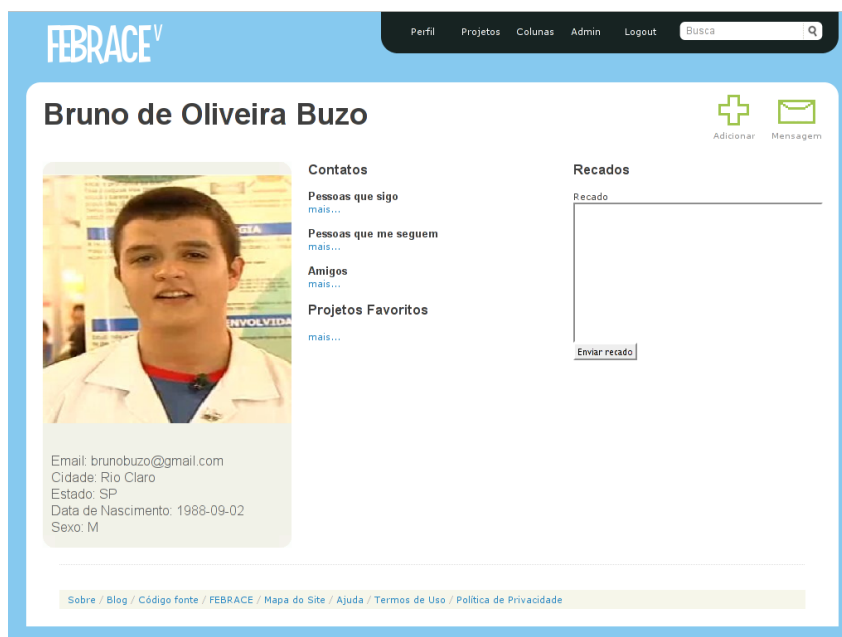 FEBRACE V
Perfil Projetos Colunas Admin Logout Busca
Bruno de Oliveira Buzo
Adicionar Mensagem
Contatos
Pessoas que sigo
mais...
Pessoas que me seguem
mais...
Amigos
mais...
Projetos Favoritos
mais...
Recados
Recado
Enviar recado
GIA
ENVOLVIDA
Email: brunobuzo@gmail.com
Cidade: Rio Claro
Estado: SP
Data de Nascimento: 1988-09-02
Sexo: M
Sobre / Blog / Código fonte / FEBRACE / Mapa do Site / Ajuda / Termos de Uso / Política de Privacidade